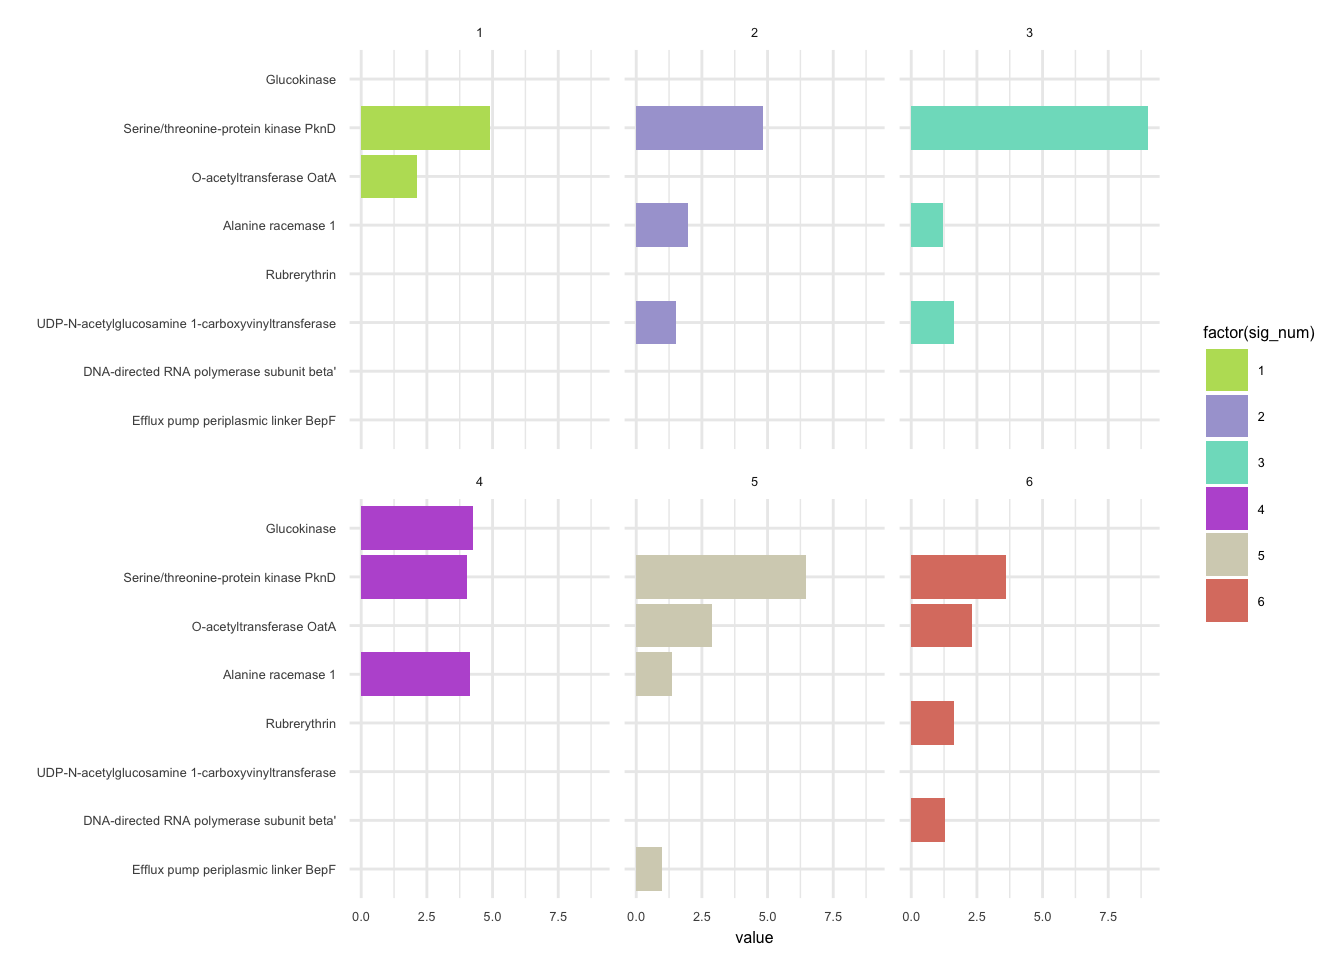 1 2 3
Glucokinase
Serine/threonine-protein kinase PknD
O-acetyltransferase OatA
Alanine racemase 1
Rubrerythrin
UDP-N-acetylglucosamine 1-carboxyvinyltransferase
DNA-directed RNA polymerase subunit beta'
Efflux pump periplasmic linker BepF
4 5 6
Glucokinase
Serine/threonine-protein kinase PknD
O-acetyltransferase OatA
Alanine racemase 1
Rubrerythrin
UDP-N-acetylglucosamine 1-carboxyvinyltransferase
DNA-directed RNA polymerase subunit beta'
Efflux pump periplasmic linker BepF
0.0 2.5 5.0 7.5 0.0 2.5 5.0 7.5 0.0 2.5 5.0 7.5
value
factor(sig_num)
1
2
3
4
5
6